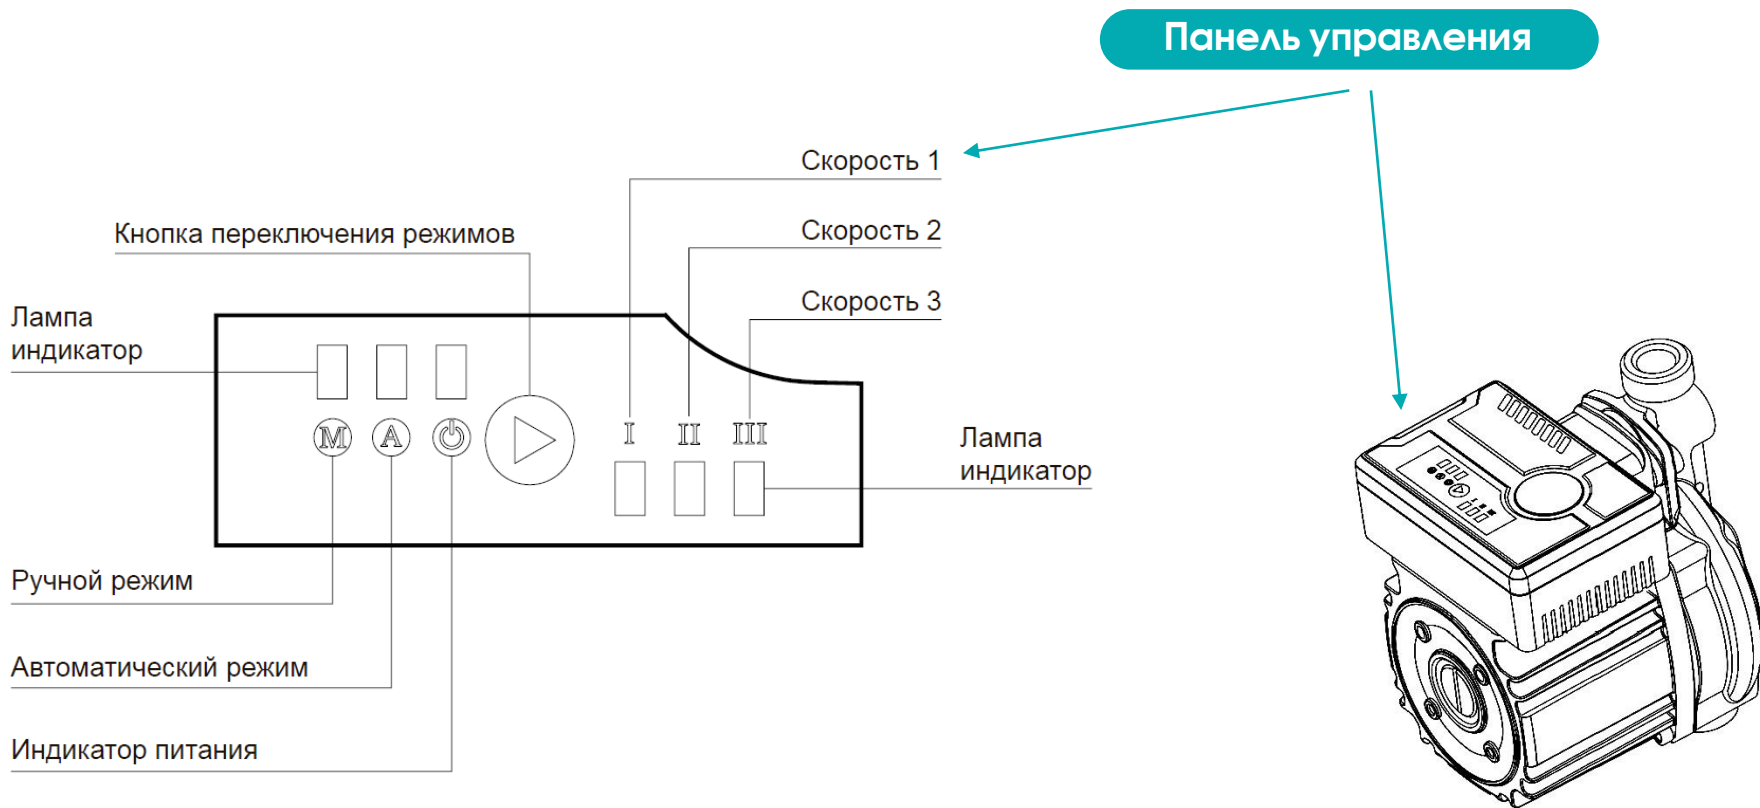 Панель управления
Скорость 1
Кнопка переключения режимов
Скорость 2
Скорость 3
Лампа
индикатор
M A
I II III
Лампа
индикатор
Ручной режим
Автоматический режим
Индикатор питания